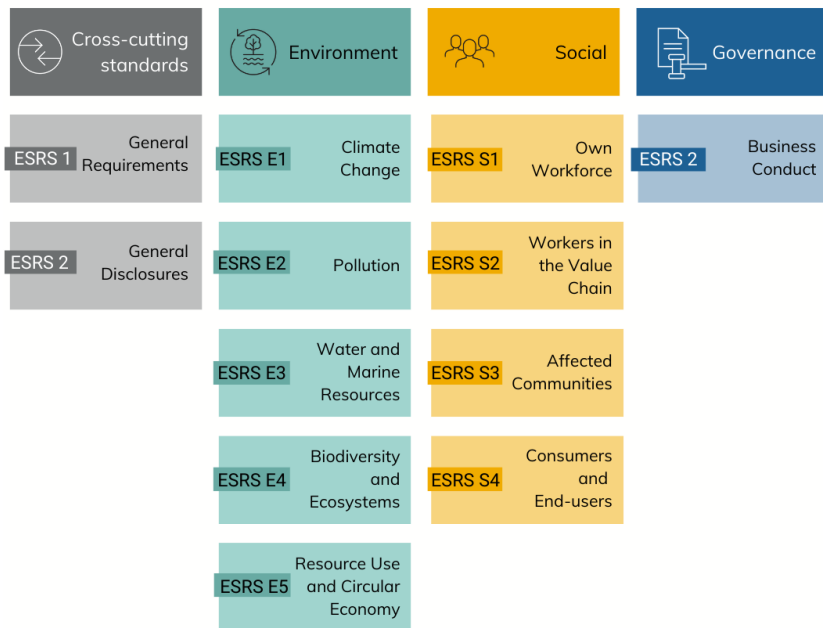 Cross-cutting
standards
Environment
Social
Governance
ESRS 1
General
Requirements
ESRS E1
Climate
Change
ESRS S1
Own
Workforce
ESRS 2
Business
Conduct
ESRS 2
General
Disclosures
ESRS E2
Pollution
ESRS S2
Workers in
the Value
Chain
ESRS E3
Water and
Marine
Resources
ESRS S3
Affected
Communities
ESRS E4
Biodiversity
and
Ecosystems
ESRS S4
Consumers
and
End-users
ESRS E5
Resource Use
and Circular
Economy